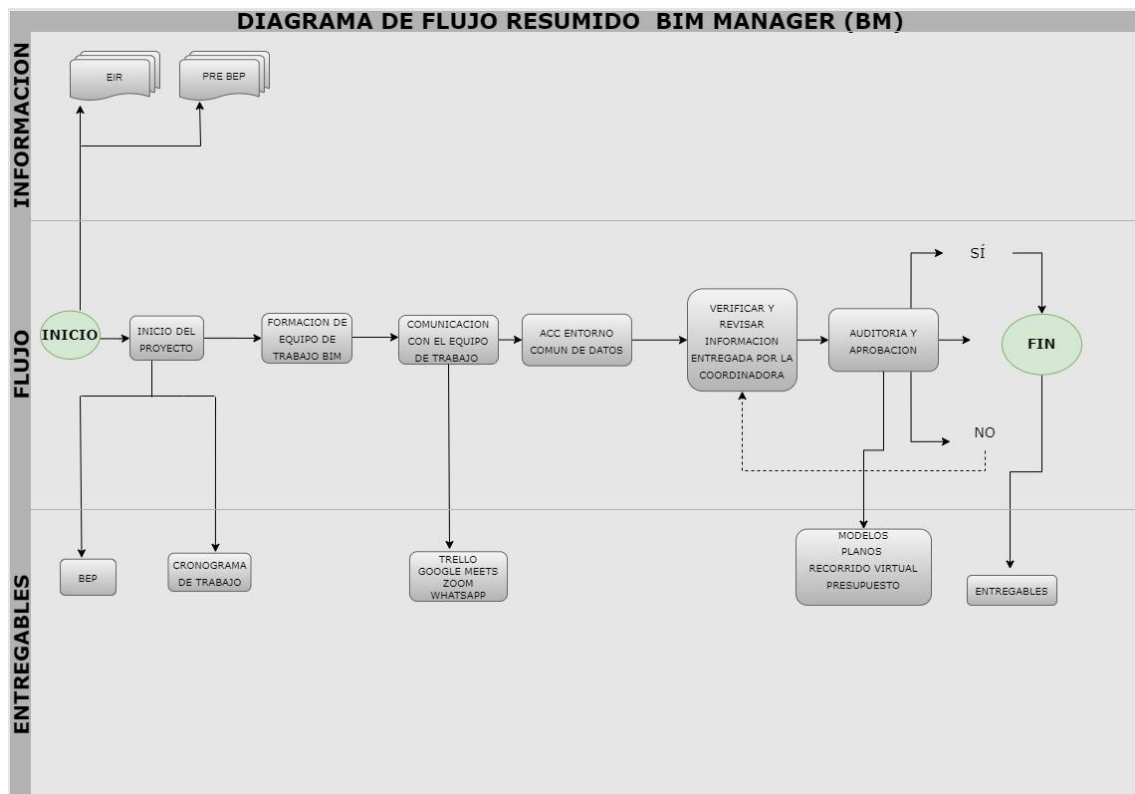 DIAGRAMA DE FLUJO RESUMIDO BIM MANAGER (BM)
INFORMACION
EIR
PRE BEP
FLUJO
INICIO
INICIO DEL
PROYECTO
FORMACION DE
EQUIPO DE
TRABAJO BIM
COMUNICACION
CON EL EQUIPO
DE TRABAJO
ACC ENTORNO
COMUN DE DATOS
VERIFICAR Y
REVISAR
INFORMACION
ENTREGADA POR LA
COORDINADORA
AUDITORIA Y
APROBACION
SÍ
NO
FIN
ENTREGABLES
BEP
CRONOGRAMA
DE TRABAJO
TRELLO
GOOGLE MEETS
ZOOM
WHATSAPP
MODELOS
PLANOS
RECORRIDO VIRTUAL
PRESUPUESTO
ENTREGABLES